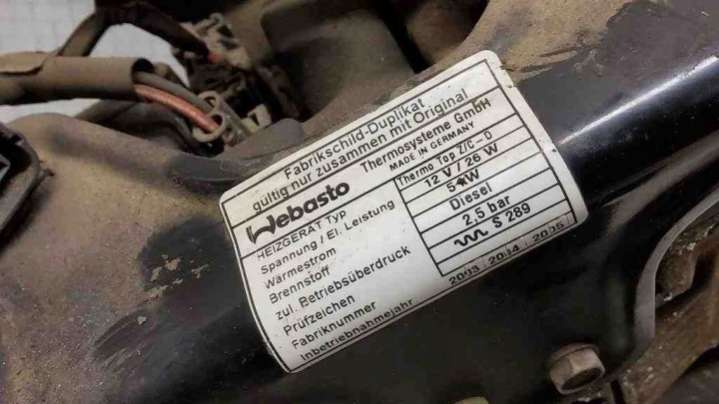 Fabrikschild-Duplikat
gültig nur zusammen mit Original
Webasto Thermosysteme GmbH
MADE IN GERMANY
HEIZGERÄT Typ Thermo Top Z/C - D
Spannung / El. Leistung 12 V / 26 W
Wärmestrom 5 kW
Brennstoff Diesel
zul. Betriebsüberdruck 2,5 bar
Prüfzeichen S 289
Fabriknummer
Inbetriebnahmejahr 2003 2004 2005